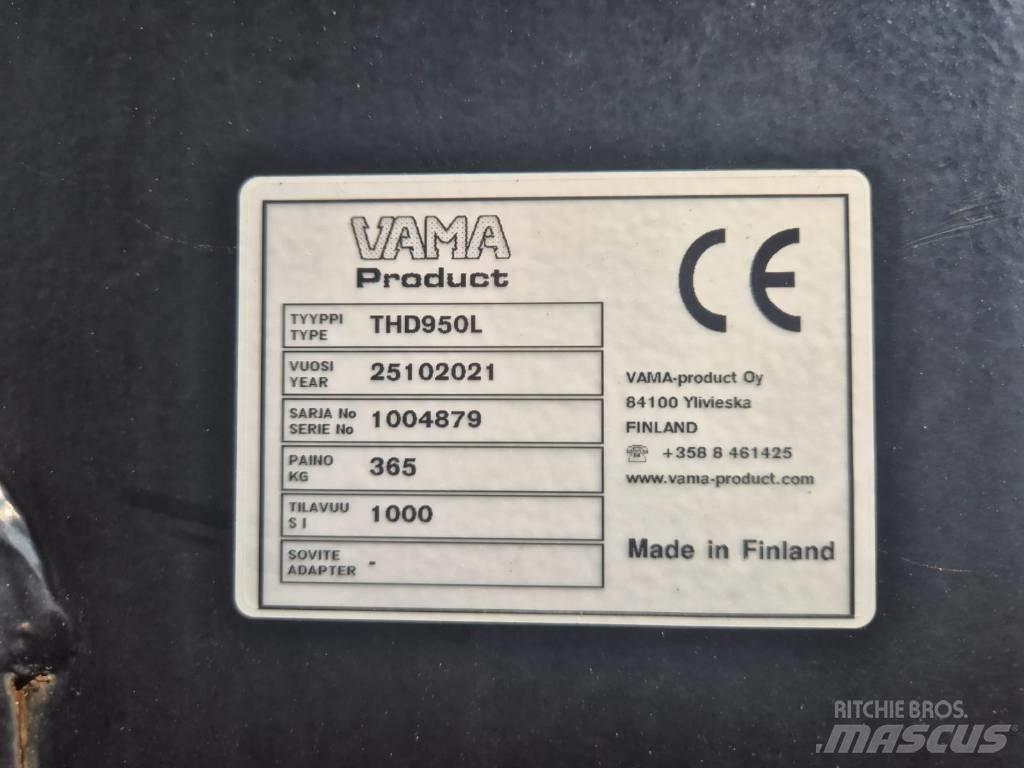 VAMA
Product
TYYPPI
TYPE
THD950L
VUOSI
YEAR
25102021
SARJA No
SERIE No
1004879
PAINO
KG
365
TILAVUU
S l
1000
SOVITE
ADAPTER
-
CE
VAMA-product Oy
84100 Ylivieska
FINLAND
☎ +358 8 461425
www.vama-product.com
Made in Finland
RITCHIE BROS.
MASCUS